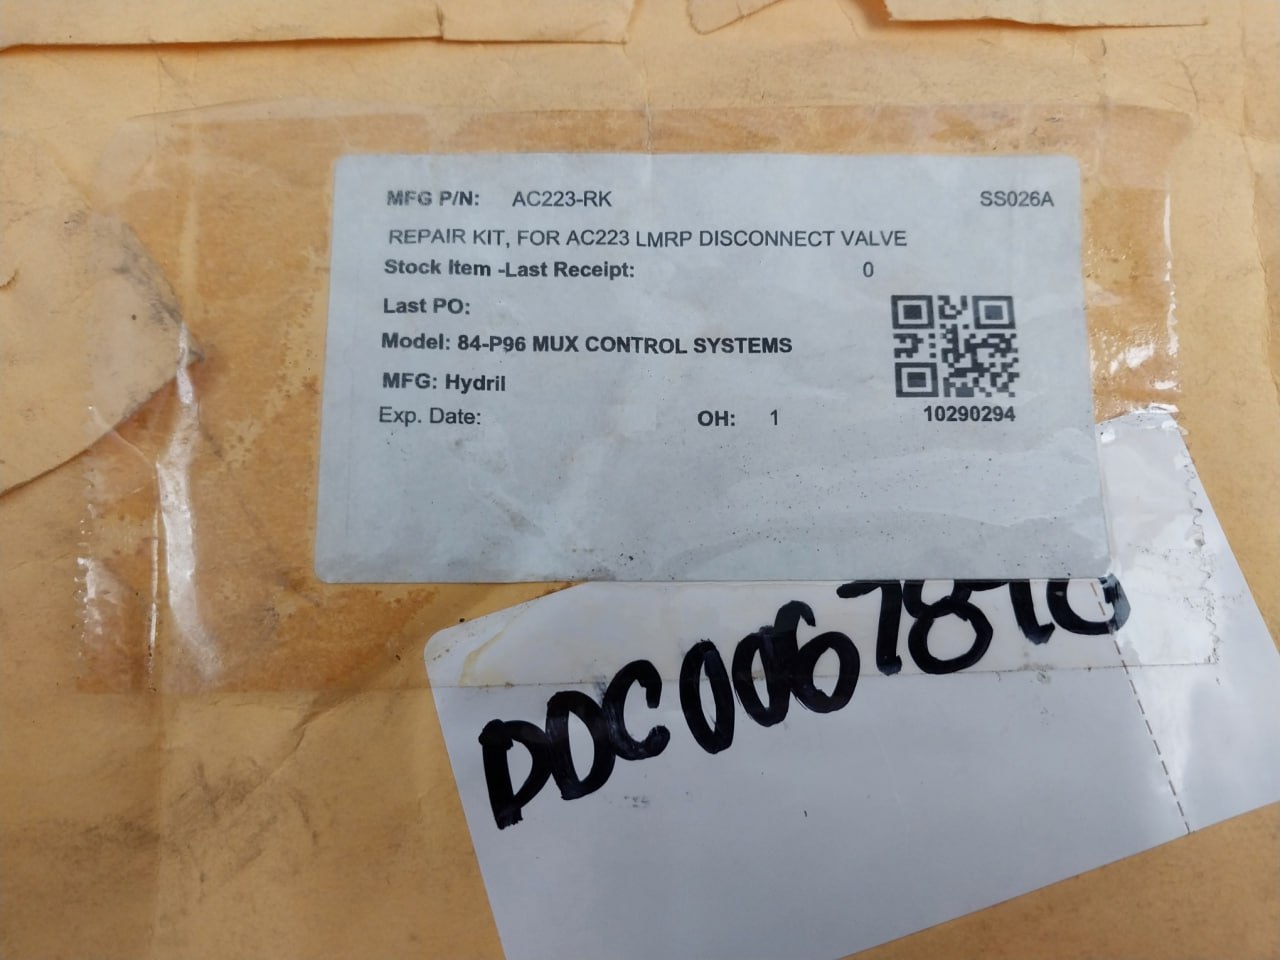 MFG P/N: AC223-RK SS026A
REPAIR KIT, FOR AC223 LMRP DISCONNECT VALVE
Stock Item -Last Receipt: 0
Last PO:
Model: 84-P96 MUX CONTROL SYSTEMS
MFG: Hydril
Exp. Date: OH: 1
10290294